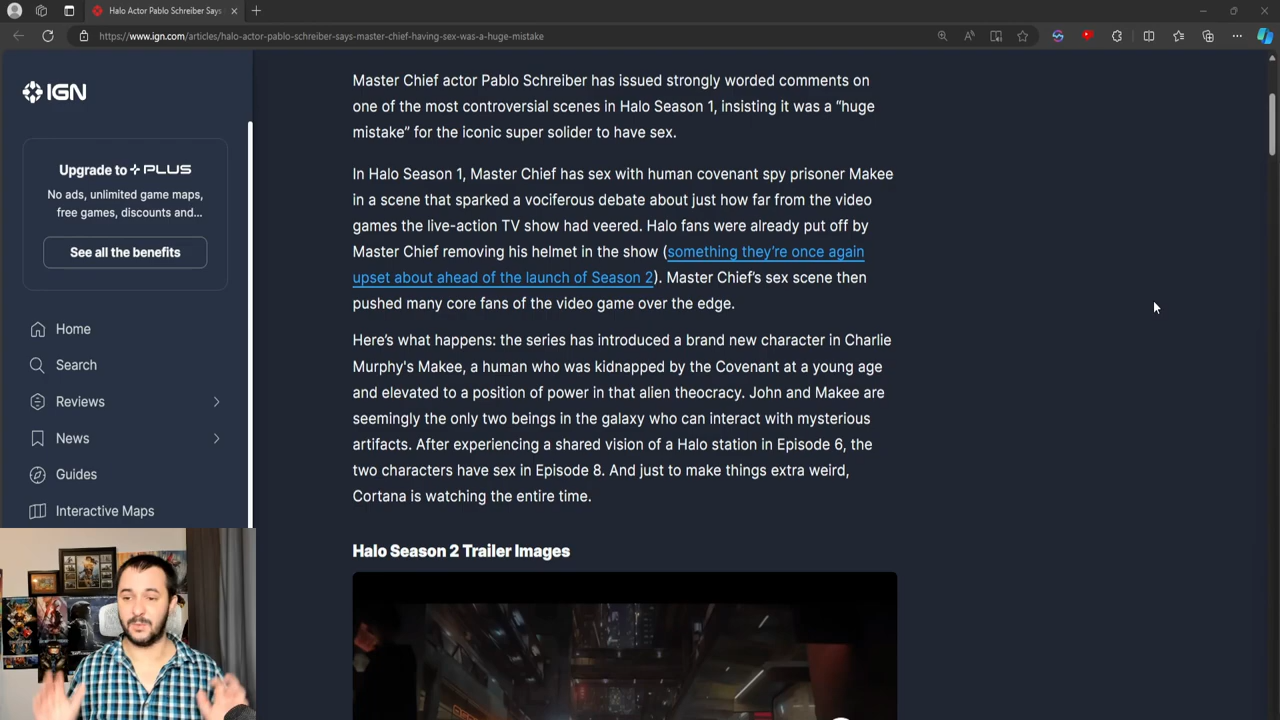 Halo Actor Pablo Schreiber Says
https://www.ign.com/articles/halo-actor-pablo-schreiber-says-master-chief-having-sex-was-a-huge-mistake
IGN
Upgrade to PLUS
No ads, unlimited game maps,
free games, discounts and...
See all the benefits
Home
Search
Reviews
News
Guides
Interactive Maps
Master Chief actor Pablo Schreiber has issued strongly worded comments on
one of the most controversial scenes in Halo Season 1, insisting it was a “huge
mistake” for the iconic super solider to have sex.
In Halo Season 1, Master Chief has sex with human covenant spy prisoner Makee
in a scene that sparked a vociferous debate about just how far from the video
games the live-action TV show had veered. Halo fans were already put off by
Master Chief removing his helmet in the show (something they’re once again
upset about ahead of the launch of Season 2). Master Chief’s sex scene then
pushed many core fans of the video game over the edge.
Here’s what happens: the series has introduced a brand new character in Charlie
Murphy's Makee, a human who was kidnapped by the Covenant at a young age
and elevated to a position of power in that alien theocracy. John and Makee are
seemingly the only two beings in the galaxy who can interact with mysterious
artifacts. After experiencing a shared vision of a Halo station in Episode 6, the
two characters have sex in Episode 8. And just to make things extra weird,
Cortana is watching the entire time.
Halo Season 2 Trailer Images